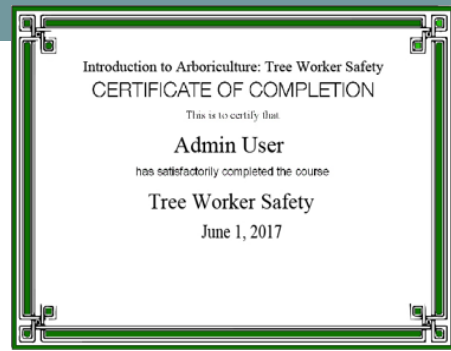 Introduction to Arboriculture: Tree Worker Safety
CERTIFICATE OF COMPLETION
This is to certify that
Admin User
has satisfactorily completed the course
Tree Worker Safety
June 1, 2017